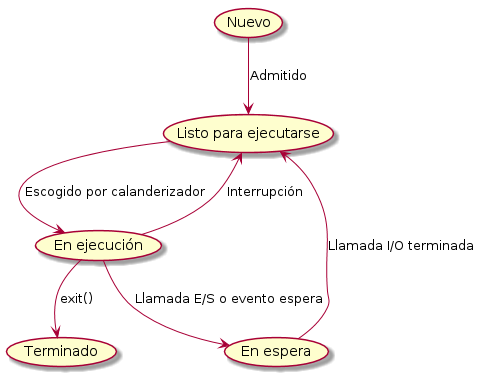 Nuevo
Admitido
Listo para ejecutarse
Escogido por calanderizador
Interrupción
En ejecución
Llamada I/O terminada
exit()
Llamada E/S o evento espera
Terminado
En espera